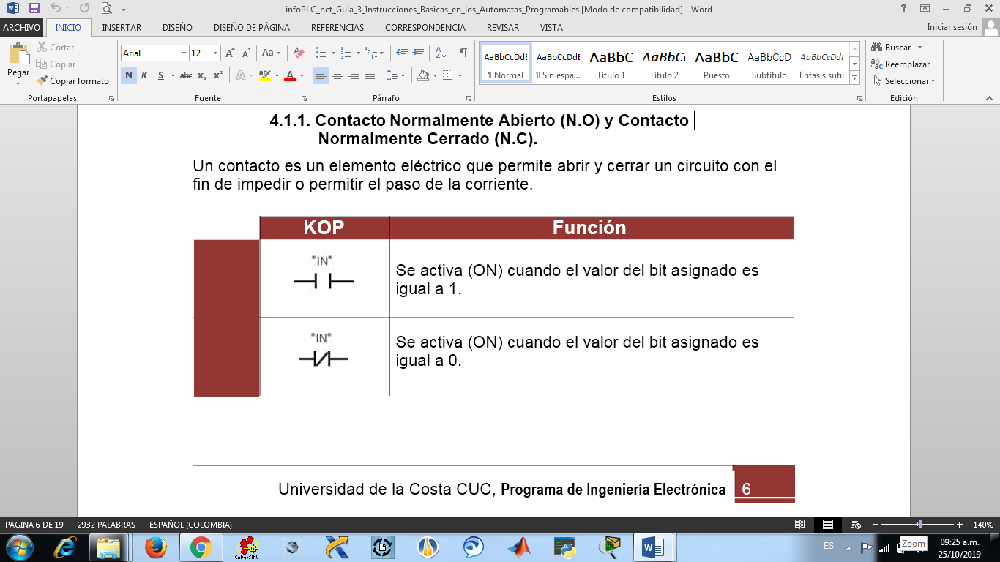 infoPLC_net_Guia_3_Instrucciones_Basicas_en_los_Automatas_Programables [Modo de compatibilidad] - Word
ARCHIVO INICIO INSERTAR DISEÑO DISEÑO DE PÁGINA REFERENCIAS CORRESPONDENCIA REVISAR VISTA Iniciar sesión
Pegar
Cortar
Copiar
Copiar formato
Portapapeles
Arial 12
N K S abc x₂ x²
Fuente
Párrafo
AaBbCcDdE AaBbCcDdE AaBbC AaBbCc AaBbC AaBbCcD AaBbCcDdE
¶ Normal ¶ Sin espa... Título 1 Título 2 Puesto Subtítulo Énfasis sutil
Estilos
Buscar
Reemplazar
Seleccionar
Edición
4.1.1. Contacto Normalmente Abierto (N.O) y Contacto
Normalmente Cerrado (N.C).
Un contacto es un elemento eléctrico que permite abrir y cerrar un circuito con el
fin de impedir o permitir el paso de la corriente.
KOP Función
"IN"
Se activa (ON) cuando el valor del bit asignado es
igual a 1.
"IN"
Se activa (ON) cuando el valor del bit asignado es
igual a 0.
Universidad de la Costa CUC, Programa de Ingeniería Electrónica 6
PÁGINA 6 DE 19 2932 PALABRAS ESPAÑOL (COLOMBIA) 140%
CADe-SIMU
ES
Zoom
09:25 a.m.
25/10/2019